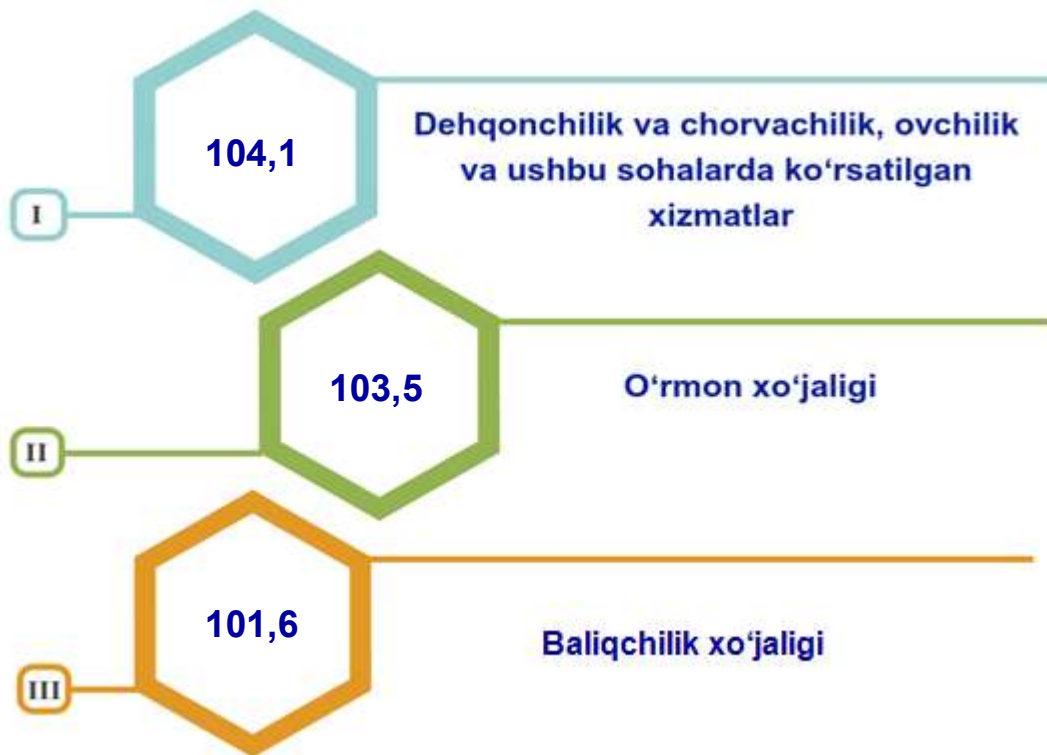 104,1
Dehqonchilik va chorvachilik, ovchilik
va ushbu sohalarda ko‘rsatilgan
xizmatlar
I
103,5
O‘rmon xo‘jaligi
II
101,6
Baliqchilik xo‘jaligi
III